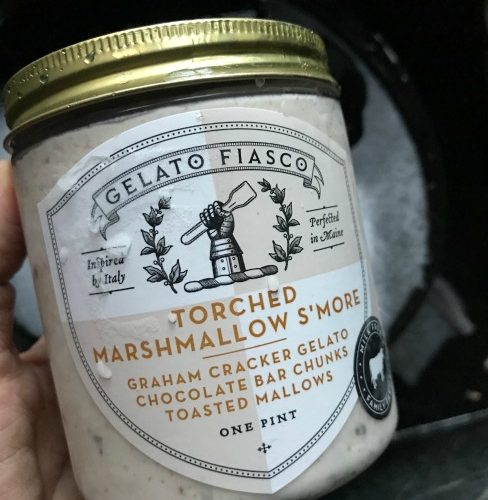 GELATO FIASCO
Inspired
by Italy
Perfected
in Maine
TORCHED
MARSHMALLOW S'MORE
GRAHAM CRACKER GELATO
CHOCOLATE BAR CHUNKS
TOASTED MALLOWS
ONE PINT